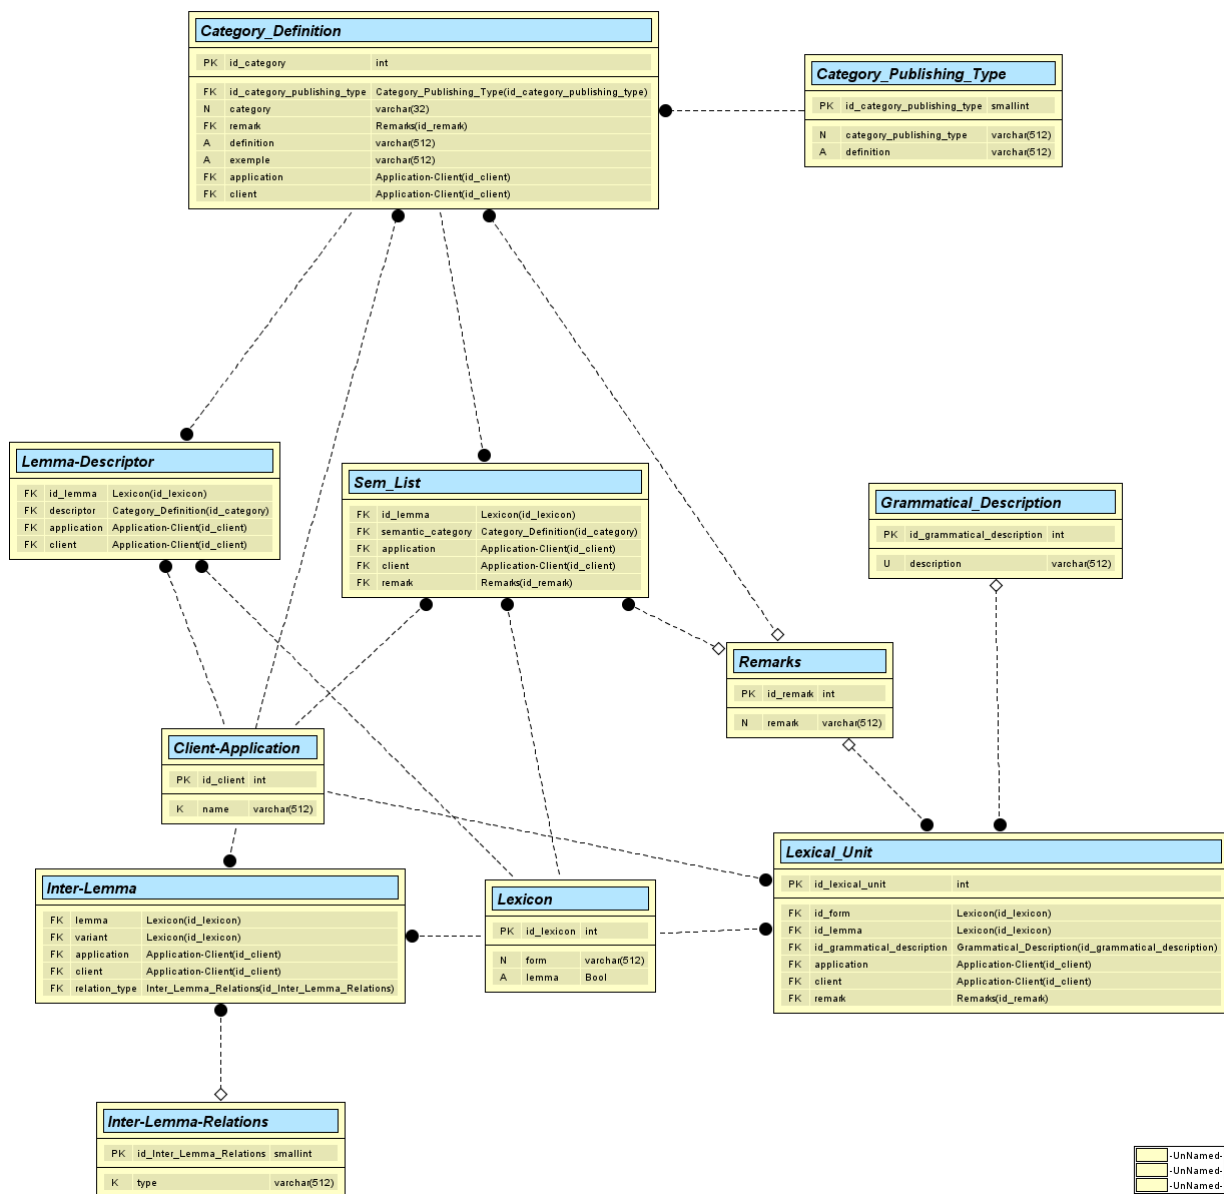 Category_Definition
PK id_category int
FK id_category_publishing_type Category_Publishing_Type(id_category_publishing_type)
N category varchar(32)
FK remark Remarks(id_remark)
A definition varchar(512)
A exemple varchar(512)
FK application Application-Client(id_client)
FK client Application-Client(id_client)
Category_Publishing_Type
PK id_category_publishing_type smallint
N category_publishing_type varchar(512)
A definition varchar(512)
Lemma-Descriptor
FK id_lemma Lexicon(id_lexicon)
FK descriptor Category_Definition(id_category)
FK application Application-Client(id_client)
FK client Application-Client(id_client)
Sem_List
FK id_lemma Lexicon(id_lexicon)
FK semantic_category Category_Definition(id_category)
FK application Application-Client(id_client)
FK client Application-Client(id_client)
FK remark Remarks(id_remark)
Grammatical_Description
PK id_grammatical_description int
U description varchar(512)
Remarks
PK id_remark int
N remark varchar(512)
Client-Application
PK id_client int
K name varchar(512)
Inter-Lemma
FK lemma Lexicon(id_lexicon)
FK variant Lexicon(id_lexicon)
FK application Application-Client(id_client)
FK client Application-Client(id_client)
FK relation_type Inter_Lemma_Relations(id_Inter_Lemma_Relations)
Lexicon
PK id_lexicon int
N form varchar(512)
A lemma Bool
Lexical_Unit
PK id_lexical_unit int
FK id_form Lexicon(id_lexicon)
FK id_lemma Lexicon(id_lexicon)
FK id_grammatical_description Grammatical_Description(id_grammatical_description)
FK application Application-Client(id_client)
FK client Application-Client(id_client)
FK remark Remarks(id_remark)
Inter-Lemma-Relations
PK id_Inter_Lemma_Relations smallint
K type varchar(512)
-UnNamed-
-UnNamed-
-UnNamed-